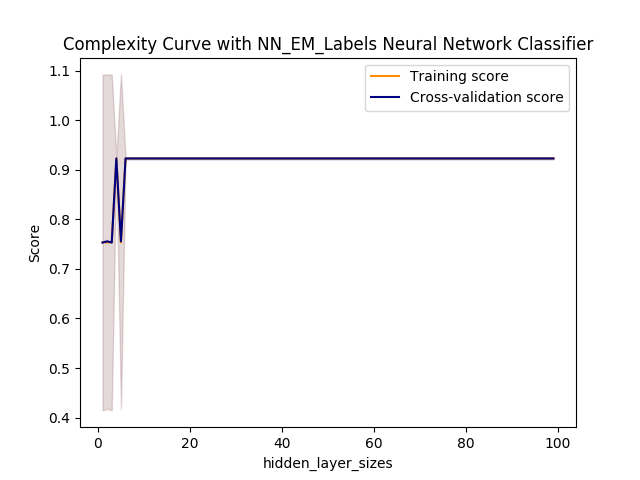 Complexity Curve with NN_EM_Labels Neural Network Classifier
Training score
Cross-validation score
1.1
1.0
0.9
0.8
0.7
0.6
0.5
0.4
Score
0 20 40 60 80 100
hidden_layer_sizes